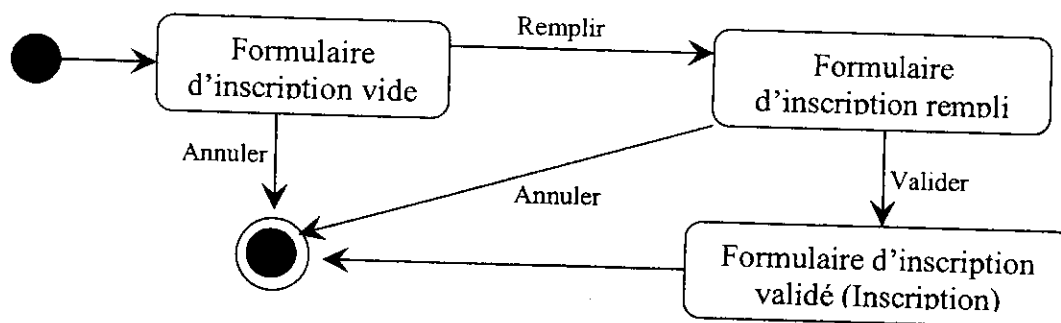 Remplir
Formulaire
d'inscription vide
Formulaire
d'inscription rempli
Annuler
Annuler
Valider
Formulaire d'inscription
validé (Inscription)